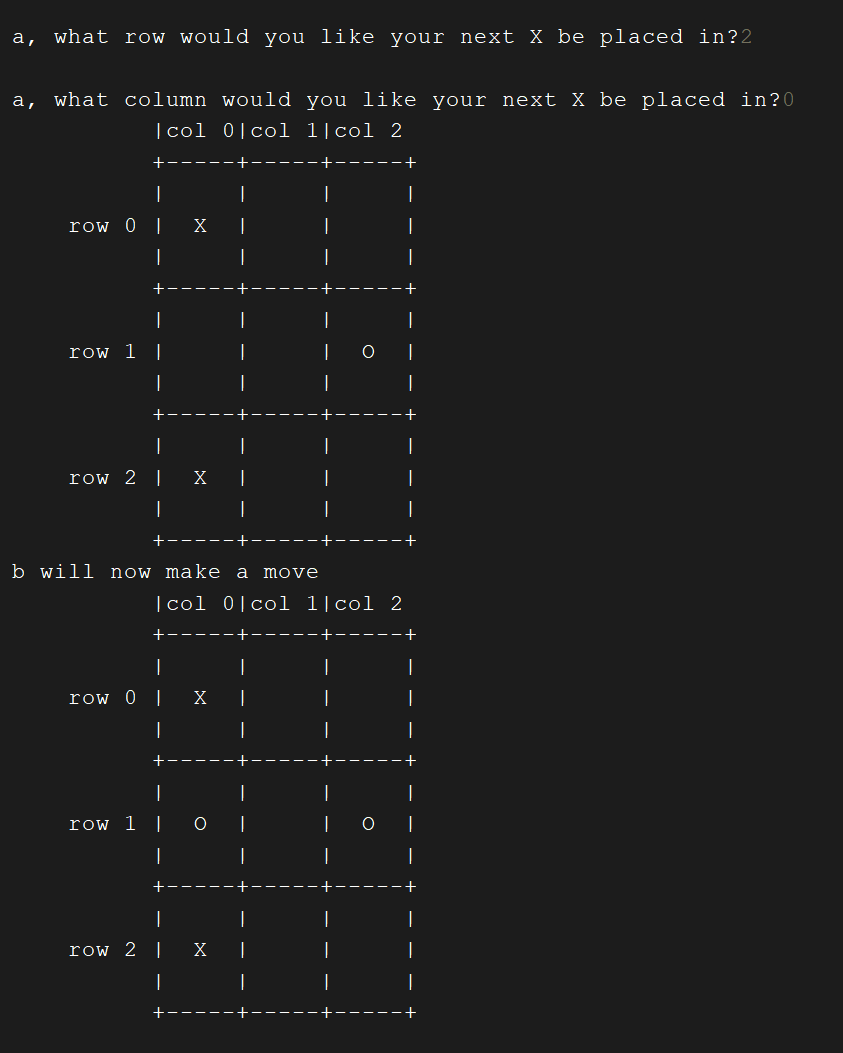 a, what row would you like your next X be placed in?2
a, what column would you like your next X be placed in?0
          |col 0|col 1|col 2
          +-----+-----+-----+
          |     |     |     |
    row 0 |  X  |     |     |
          |     |     |     |
          +-----+-----+-----+
          |     |     |     |
    row 1 |     |     |  O  |
          |     |     |     |
          +-----+-----+-----+
          |     |     |     |
    row 2 |  X  |     |     |
          |     |     |     |
          +-----+-----+-----+
b will now make a move
          |col 0|col 1|col 2
          +-----+-----+-----+
          |     |     |     |
    row 0 |  X  |     |     |
          |     |     |     |
          +-----+-----+-----+
          |     |     |     |
    row 1 |  O  |     |  O  |
          |     |     |     |
          +-----+-----+-----+
          |     |     |     |
    row 2 |  X  |     |     |
          |     |     |     |
          +-----+-----+-----+